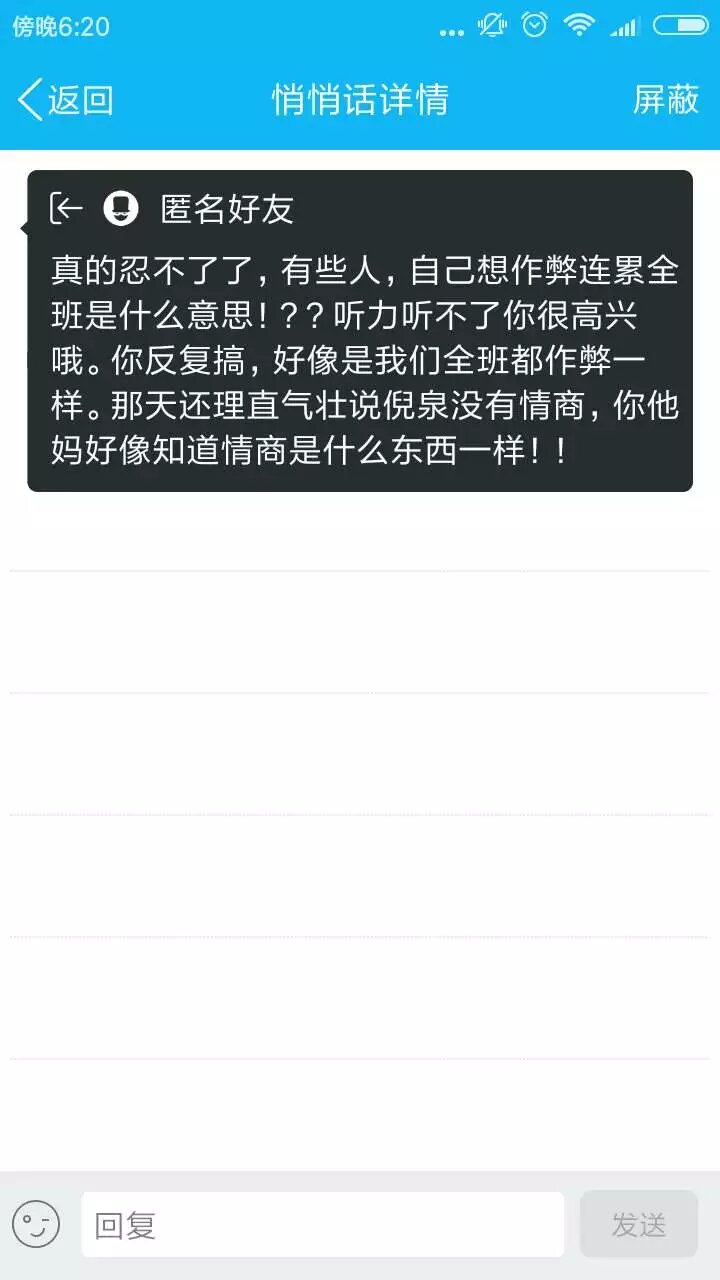 傍晚6:20
返回
悄悄话详情
屏蔽
匿名好友
真的忍不了了,有些人,自己想作弊连累全
班是什么意思!??听力听不了你很高兴
哦。你反复搞,好像是我们全班都作弊一
样。那天还理直气壮说倪泉没有情商,你他
妈好像知道情商是什么东西一样!!
回复
发送